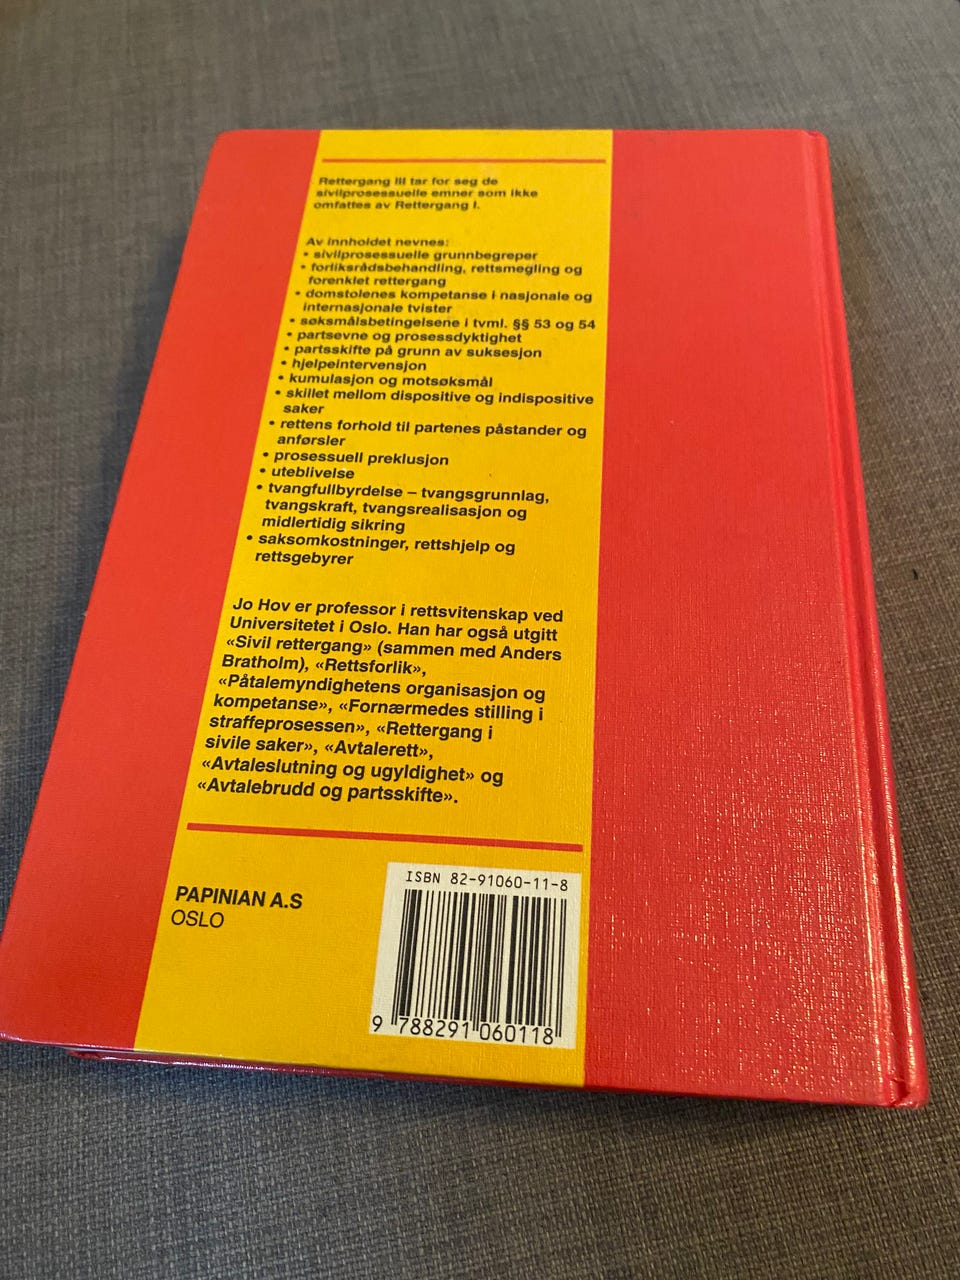 Rettergang III tar for seg de
sivilprosessuelle emner som ikke
omfattes av Rettergang I.
Av innholdet nevnes:
• sivilprosessuelle grunnbegreper
• forliksrådsbehandling, rettsmegling og
forenklet rettergang
• domstolenes kompetanse i nasjonale og
internasjonale tvister
• søksmålsbetingelsene i tvml. §§ 53 og 54
• partsevne og prosessdyktighet
• partsskifte på grunn av suksesjon
• hjelpeintervensjon
• kumulasjon og motsøksmål
• skillet mellom dispositive og indispositive
saker
• rettens forhold til partenes påstander og
anførsler
• prosessuell preklusjon
• uteblivelse
• tvangfullbyrdelse – tvangsgrunnlag,
tvangskraft, tvangsrealisasjon og
midlertidig sikring
• saksomkostninger, rettshjelp og
rettsgebyrer
Jo Hov er professor i rettsvitenskap ved
Universitetet i Oslo. Han har også utgitt
«Sivil rettergang» (sammen med Anders
Bratholm), «Rettsforlik»,
«Påtalemyndighetens organisasjon og
kompetanse», «Fornærmedes stilling i
straffeprosessen», «Rettergang i
sivile saker», «Avtalerett»,
«Avtaleslutning og ugyldighet» og
«Avtalebrudd og partsskifte».
PAPINIAN A.S
OSLO
ISBN 82-91060-11-8
9 788291 060118